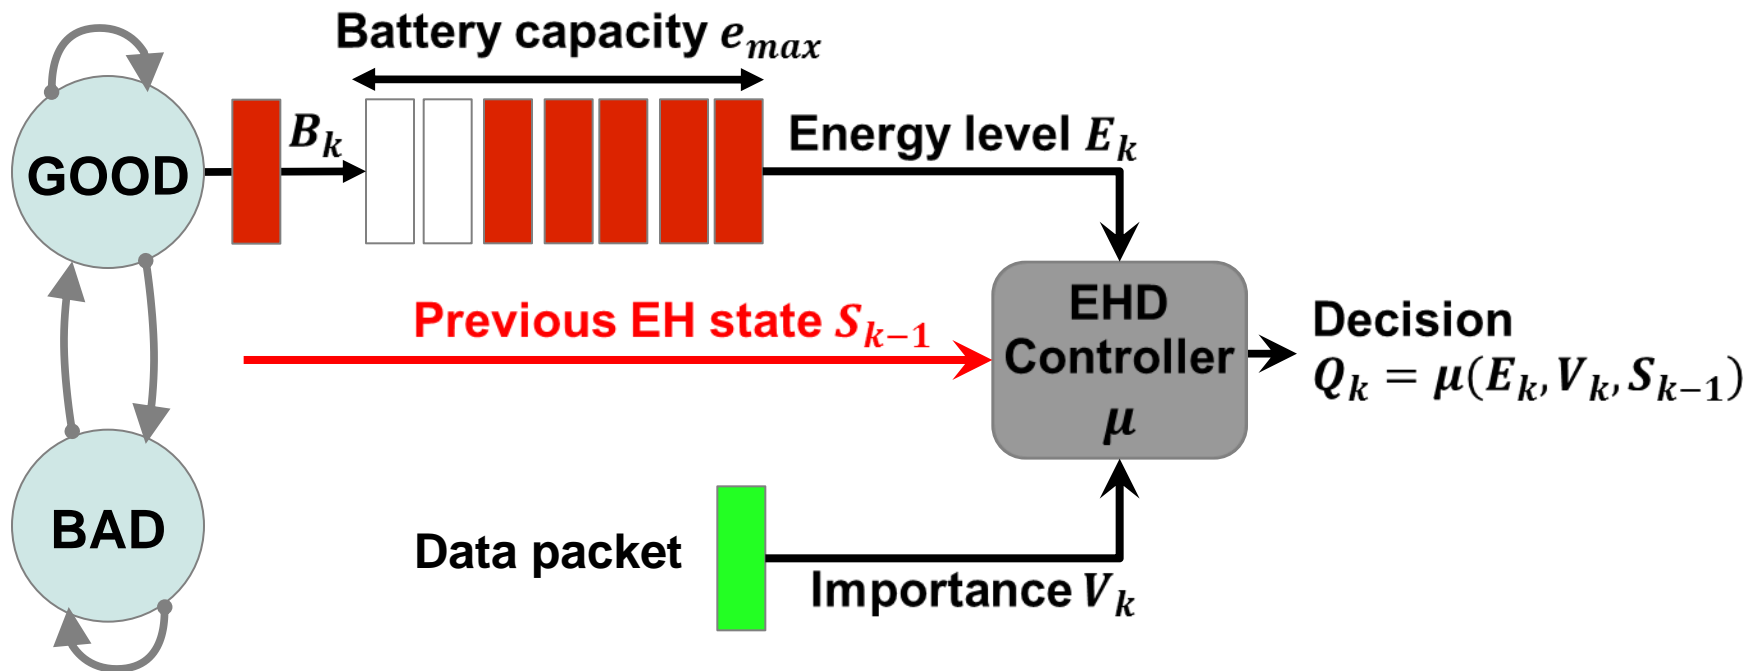 Battery capacity e_max
GOOD
B_k
Energy level E_k
Previous EH state S_{k−1}
EHD
Controller
μ
Decision
Q_k = μ(E_k, V_k, S_{k−1})
BAD
Data packet
Importance V_k